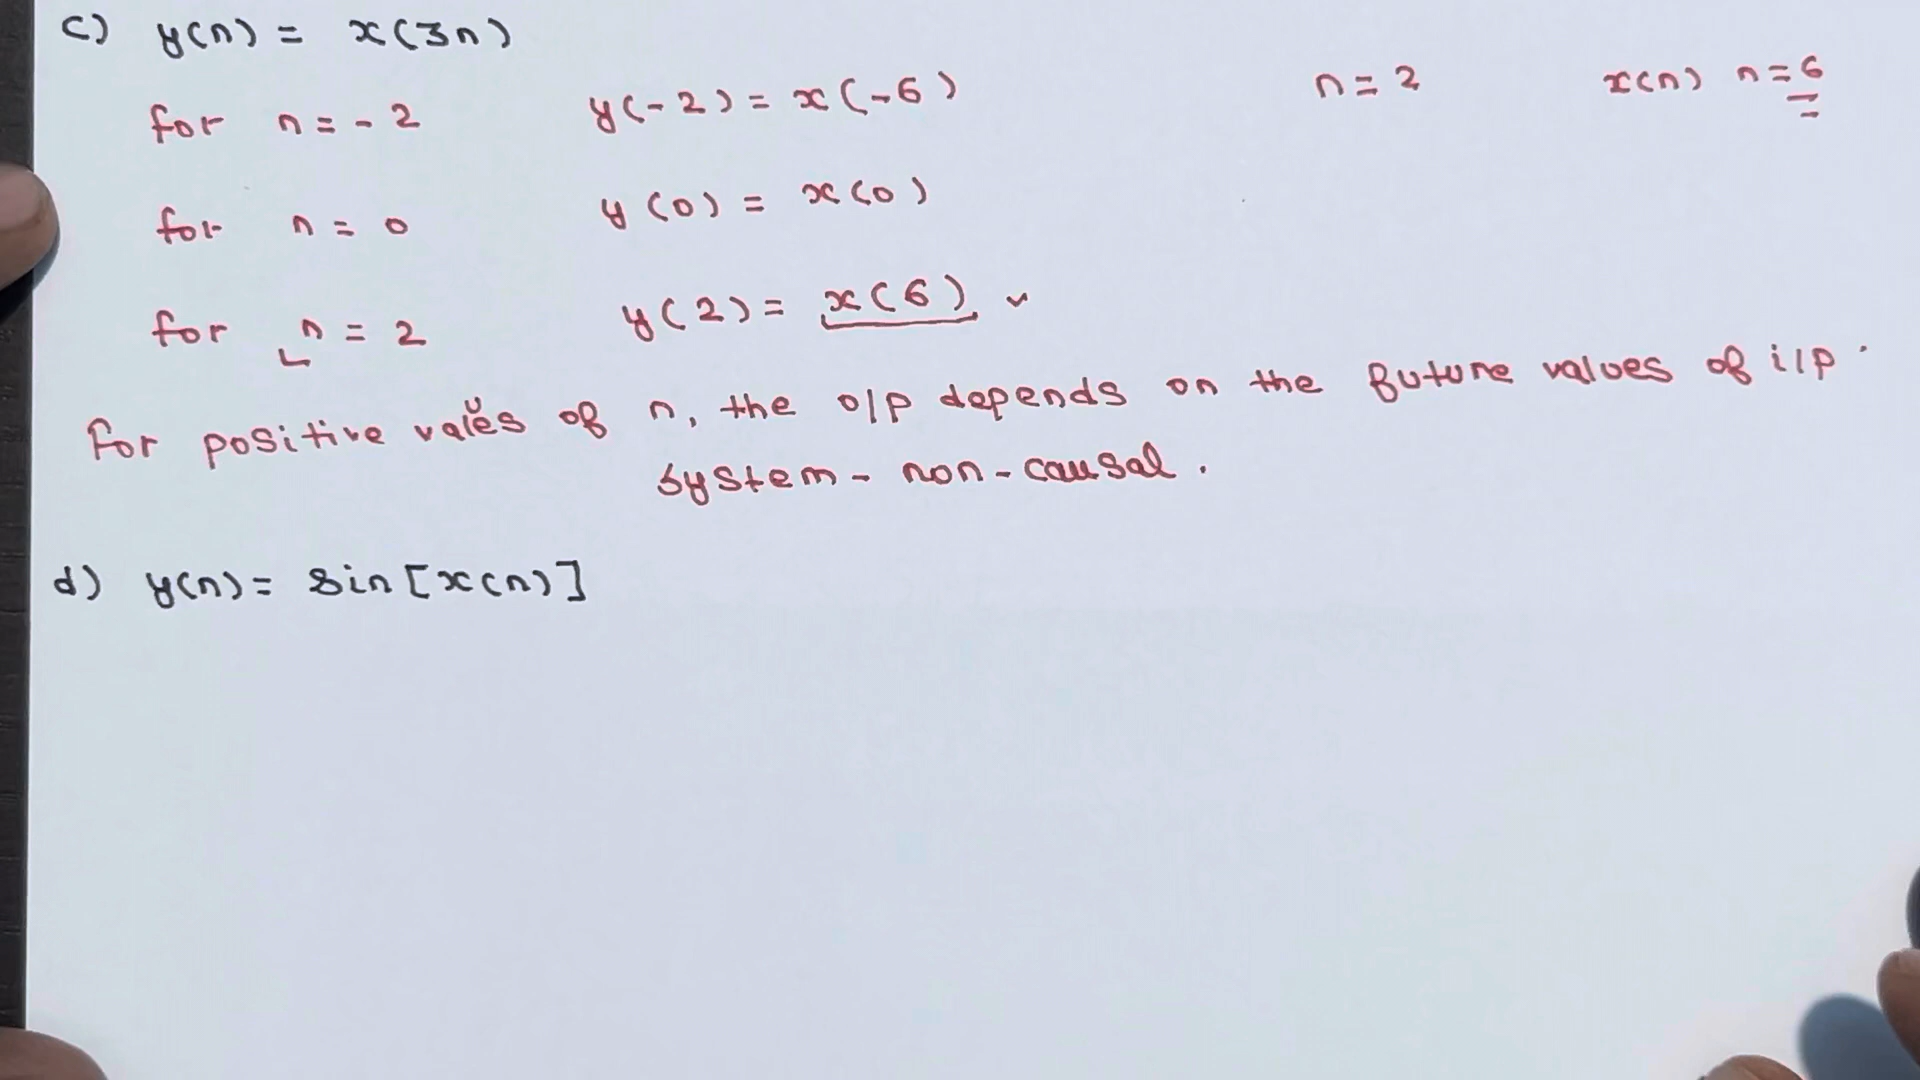 c) y(n) = x(3n)
for n = - 2 y(- 2) = x(-6) n = 2 x(n) n = 6
for n = 0 y(0) = x(0)
for n = 2 y(2) = x(6) ✓
for positive values of n, the o/p depends on the future values of i/p.
system - non - causal.
d) y(n) = sin [x(n)]